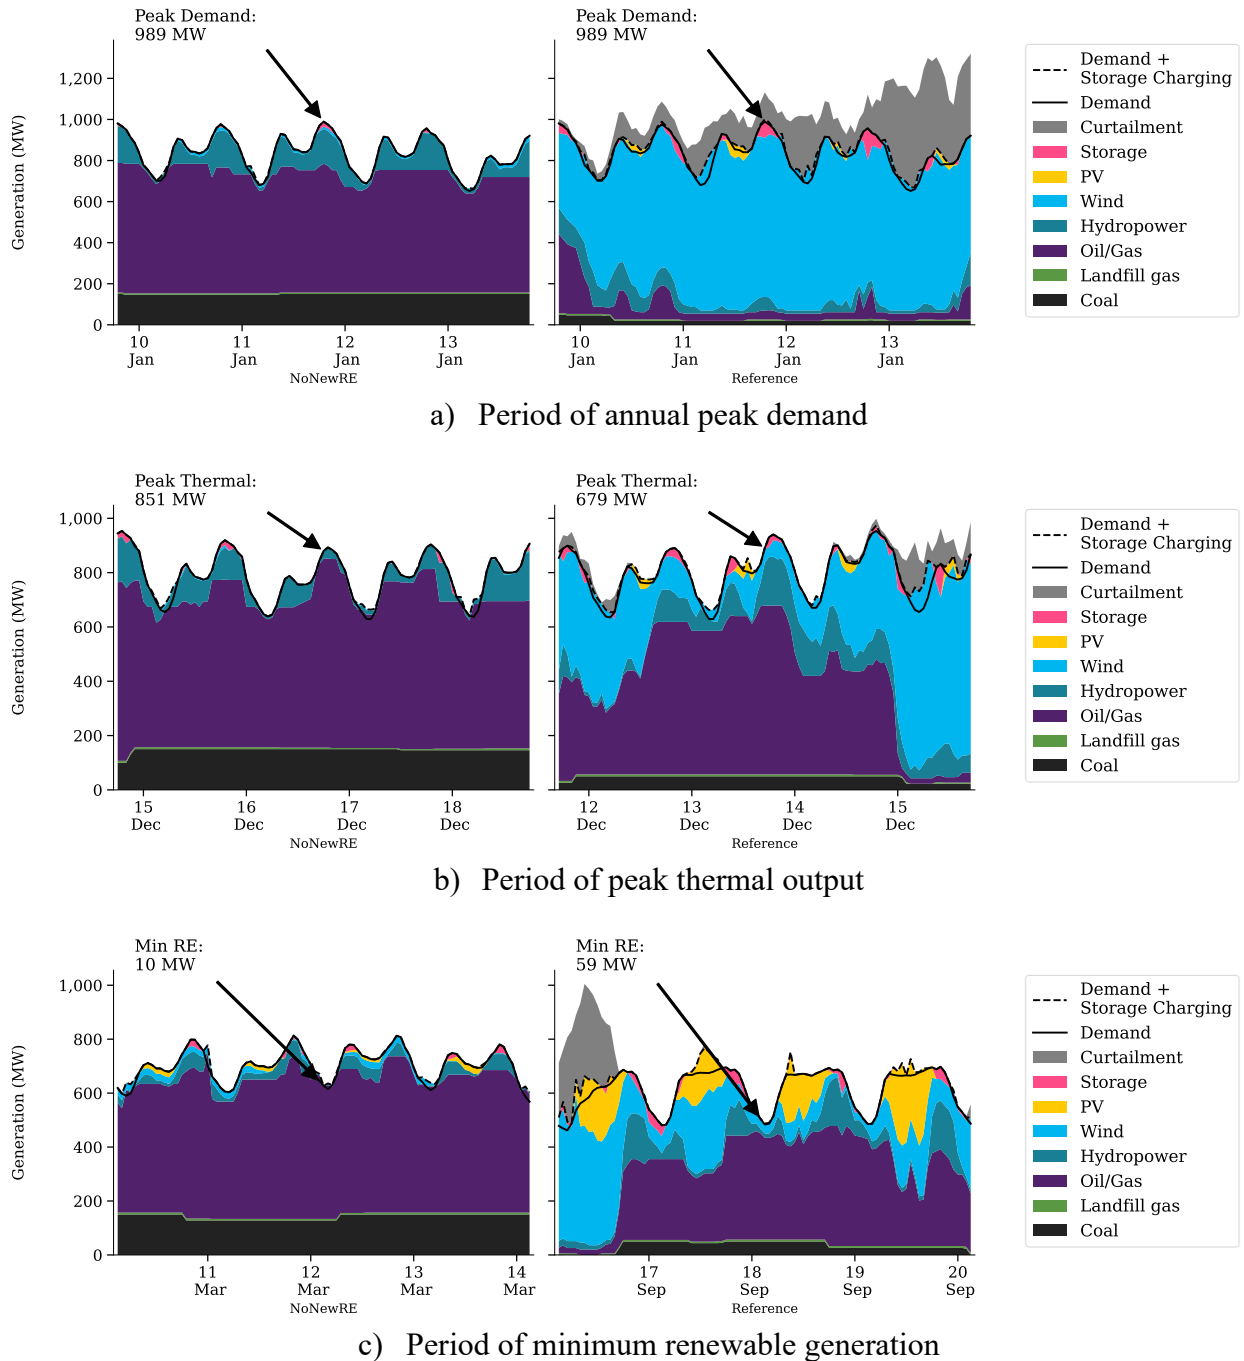 Peak Demand:
989 MW
Peak Demand:
989 MW
Generation (MW)
1,200
1,000
800
600
400
200
0
10
Jan
11
Jan
12
Jan
13
Jan
NoNewRE
10
Jan
11
Jan
12
Jan
13
Jan
Reference
Demand +
Storage Charging
Demand
Curtailment
Storage
PV
Wind
Hydropower
Oil/Gas
Landfill gas
Coal
a) Period of annual peak demand
Peak Thermal:
851 MW
Peak Thermal:
679 MW
Generation (MW)
1,000
800
600
400
200
0
15
Dec
16
Dec
17
Dec
18
Dec
NoNewRE
12
Dec
13
Dec
14
Dec
15
Dec
Reference
Demand +
Storage Charging
Demand
Curtailment
Storage
PV
Wind
Hydropower
Oil/Gas
Landfill gas
Coal
b) Period of peak thermal output
Min RE:
10 MW
Min RE:
59 MW
Generation (MW)
1,000
800
600
400
200
0
11
Mar
12
Mar
13
Mar
14
Mar
NoNewRE
17
Sep
18
Sep
19
Sep
20
Sep
Reference
Demand +
Storage Charging
Demand
Curtailment
Storage
PV
Wind
Hydropower
Oil/Gas
Landfill gas
Coal
c) Period of minimum renewable generation